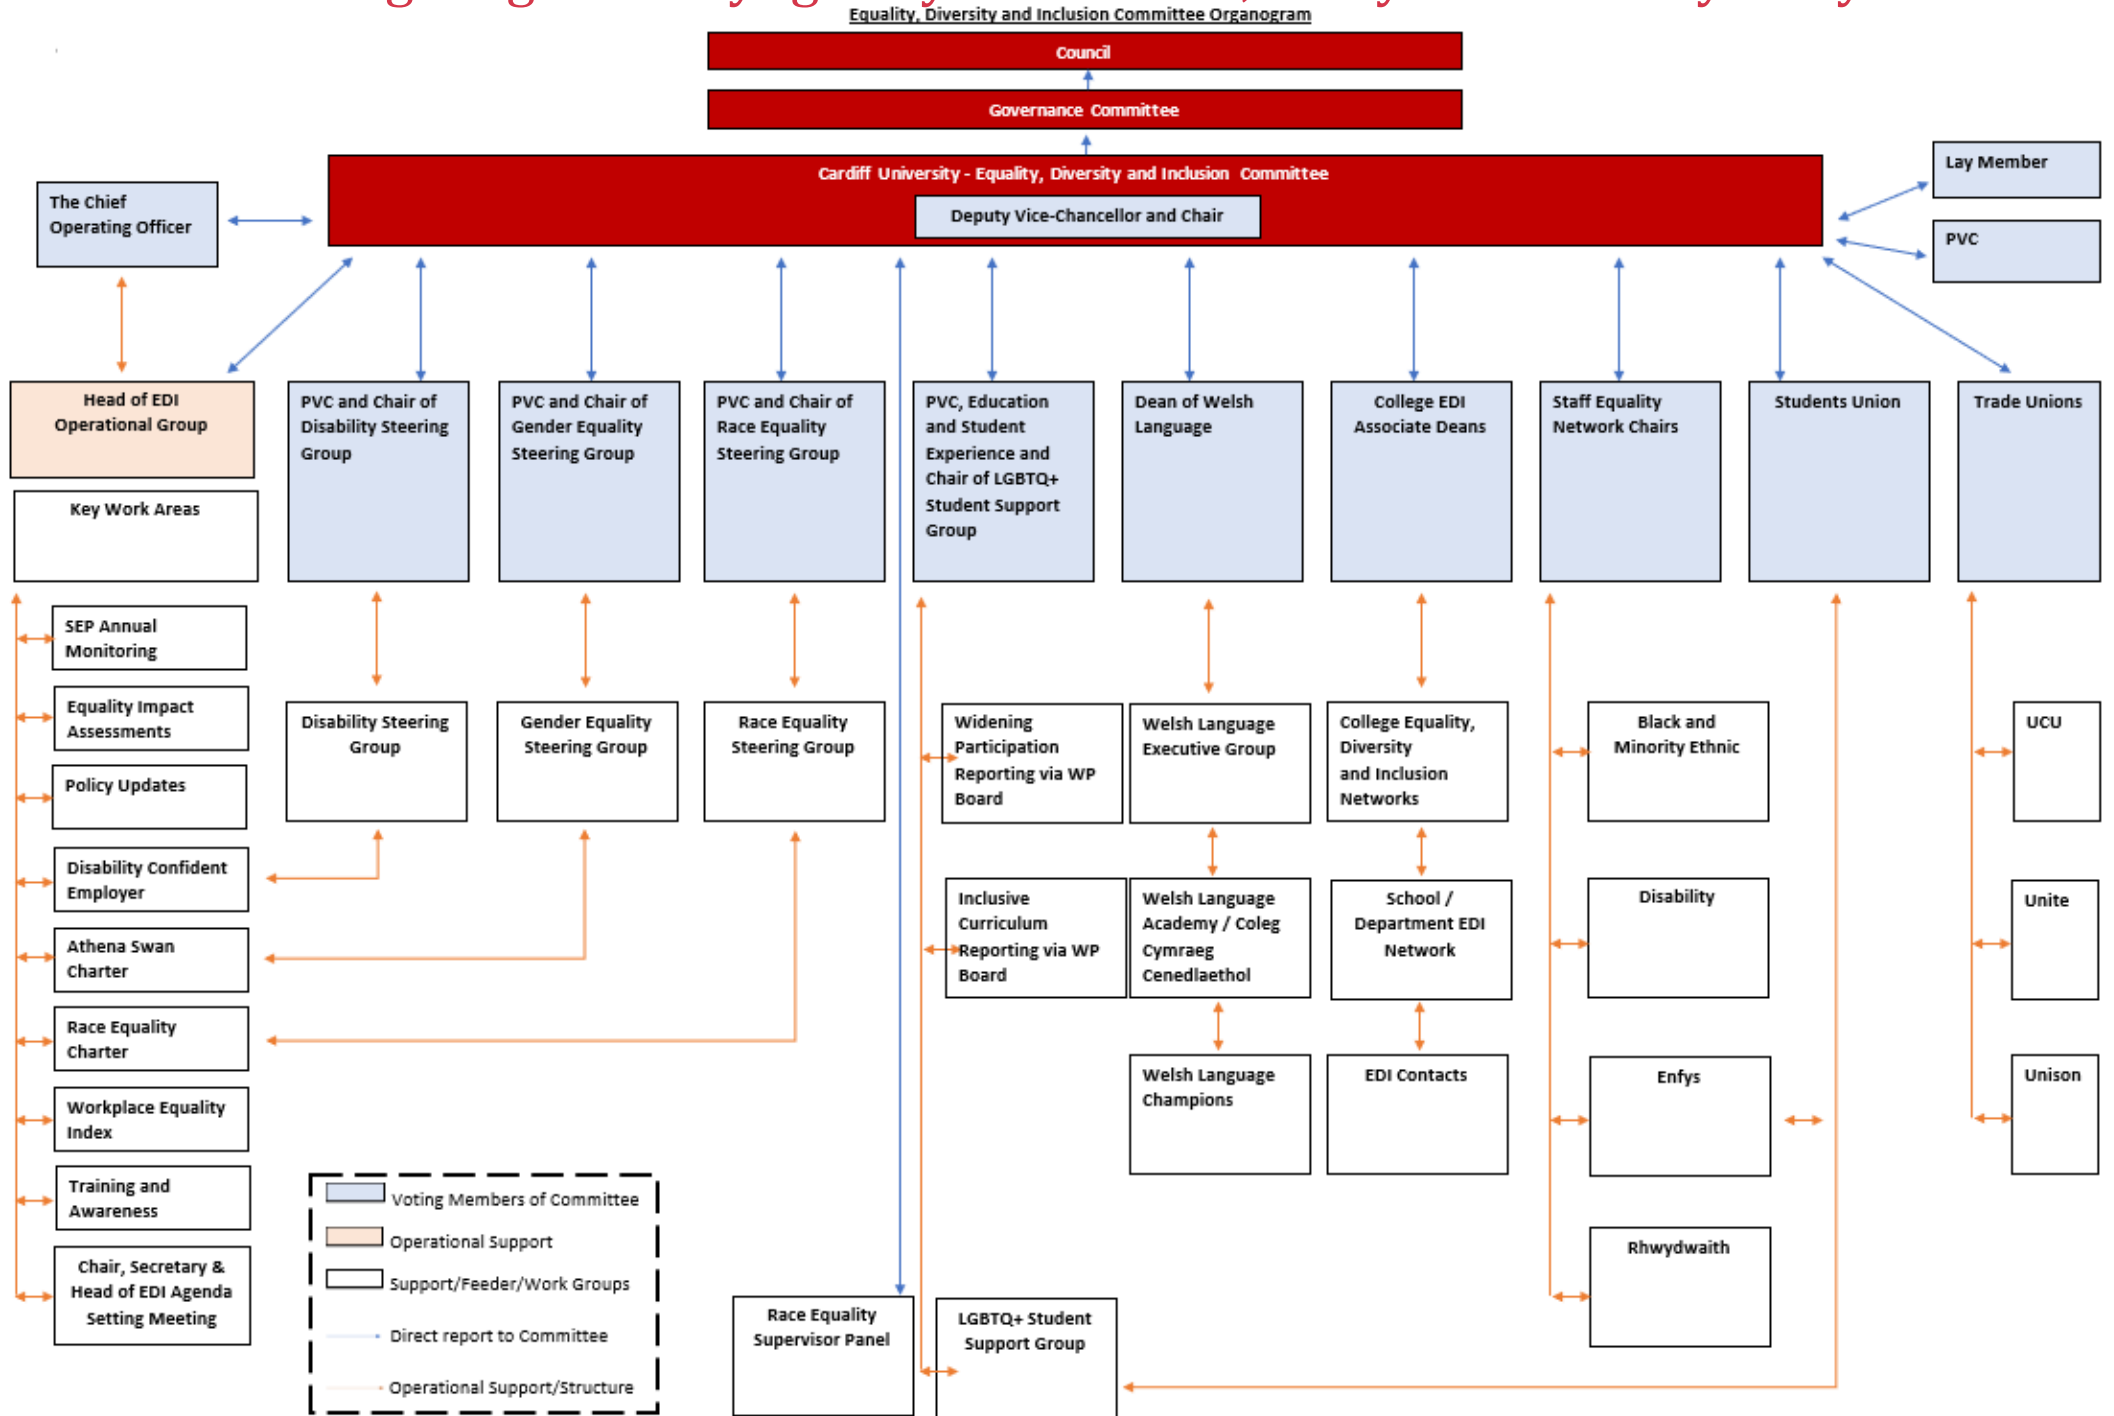 Equality, Diversity and Inclusion Committee Organogram
Council
Governance Committee
Cardiff University - Equality, Diversity and Inclusion Committee
Deputy Vice-Chancellor and Chair
The Chief
Operating Officer
Lay Member
PVC
Head of EDI
Operational Group
PVC and Chair of
Disability Steering
Group
PVC and Chair of
Gender Equality
Steering Group
PVC and Chair of
Race Equality
Steering Group
PVC, Education
and Student
Experience and
Chair of LGBTQ+
Student Support
Group
Dean of Welsh
Language
College EDI
Associate Deans
Staff Equality
Network Chairs
Students Union
Trade Unions
Key Work Areas
SEP Annual
Monitoring
Equality Impact
Assessments
Policy Updates
Disability Confident
Employer
Athena Swan
Charter
Race Equality
Charter
Workplace Equality
Index
Training and
Awareness
Chair, Secretary &
Head of EDI Agenda
Setting Meeting
Disability Steering
Group
Gender Equality
Steering Group
Race Equality
Steering Group
Widening
Participation
Reporting via WP
Board
Inclusive
Curriculum
Reporting via WP
Board
Welsh Language
Executive Group
Welsh Language
Academy / Coleg
Cymraeg
Cenedlaethol
Welsh Language
Champions
College Equality,
Diversity
and Inclusion
Networks
School /
Department EDI
Network
EDI Contacts
Black and
Minority Ethnic
Disability
Enfys
Rhwydwaith
UCU
Unite
Unison
Voting Members of Committee
Operational Support
Support/Feeder/Work Groups
Direct report to Committee
Operational Support/Structure
Race Equality
Supervisor Panel
LGBTQ+ Student
Support Group